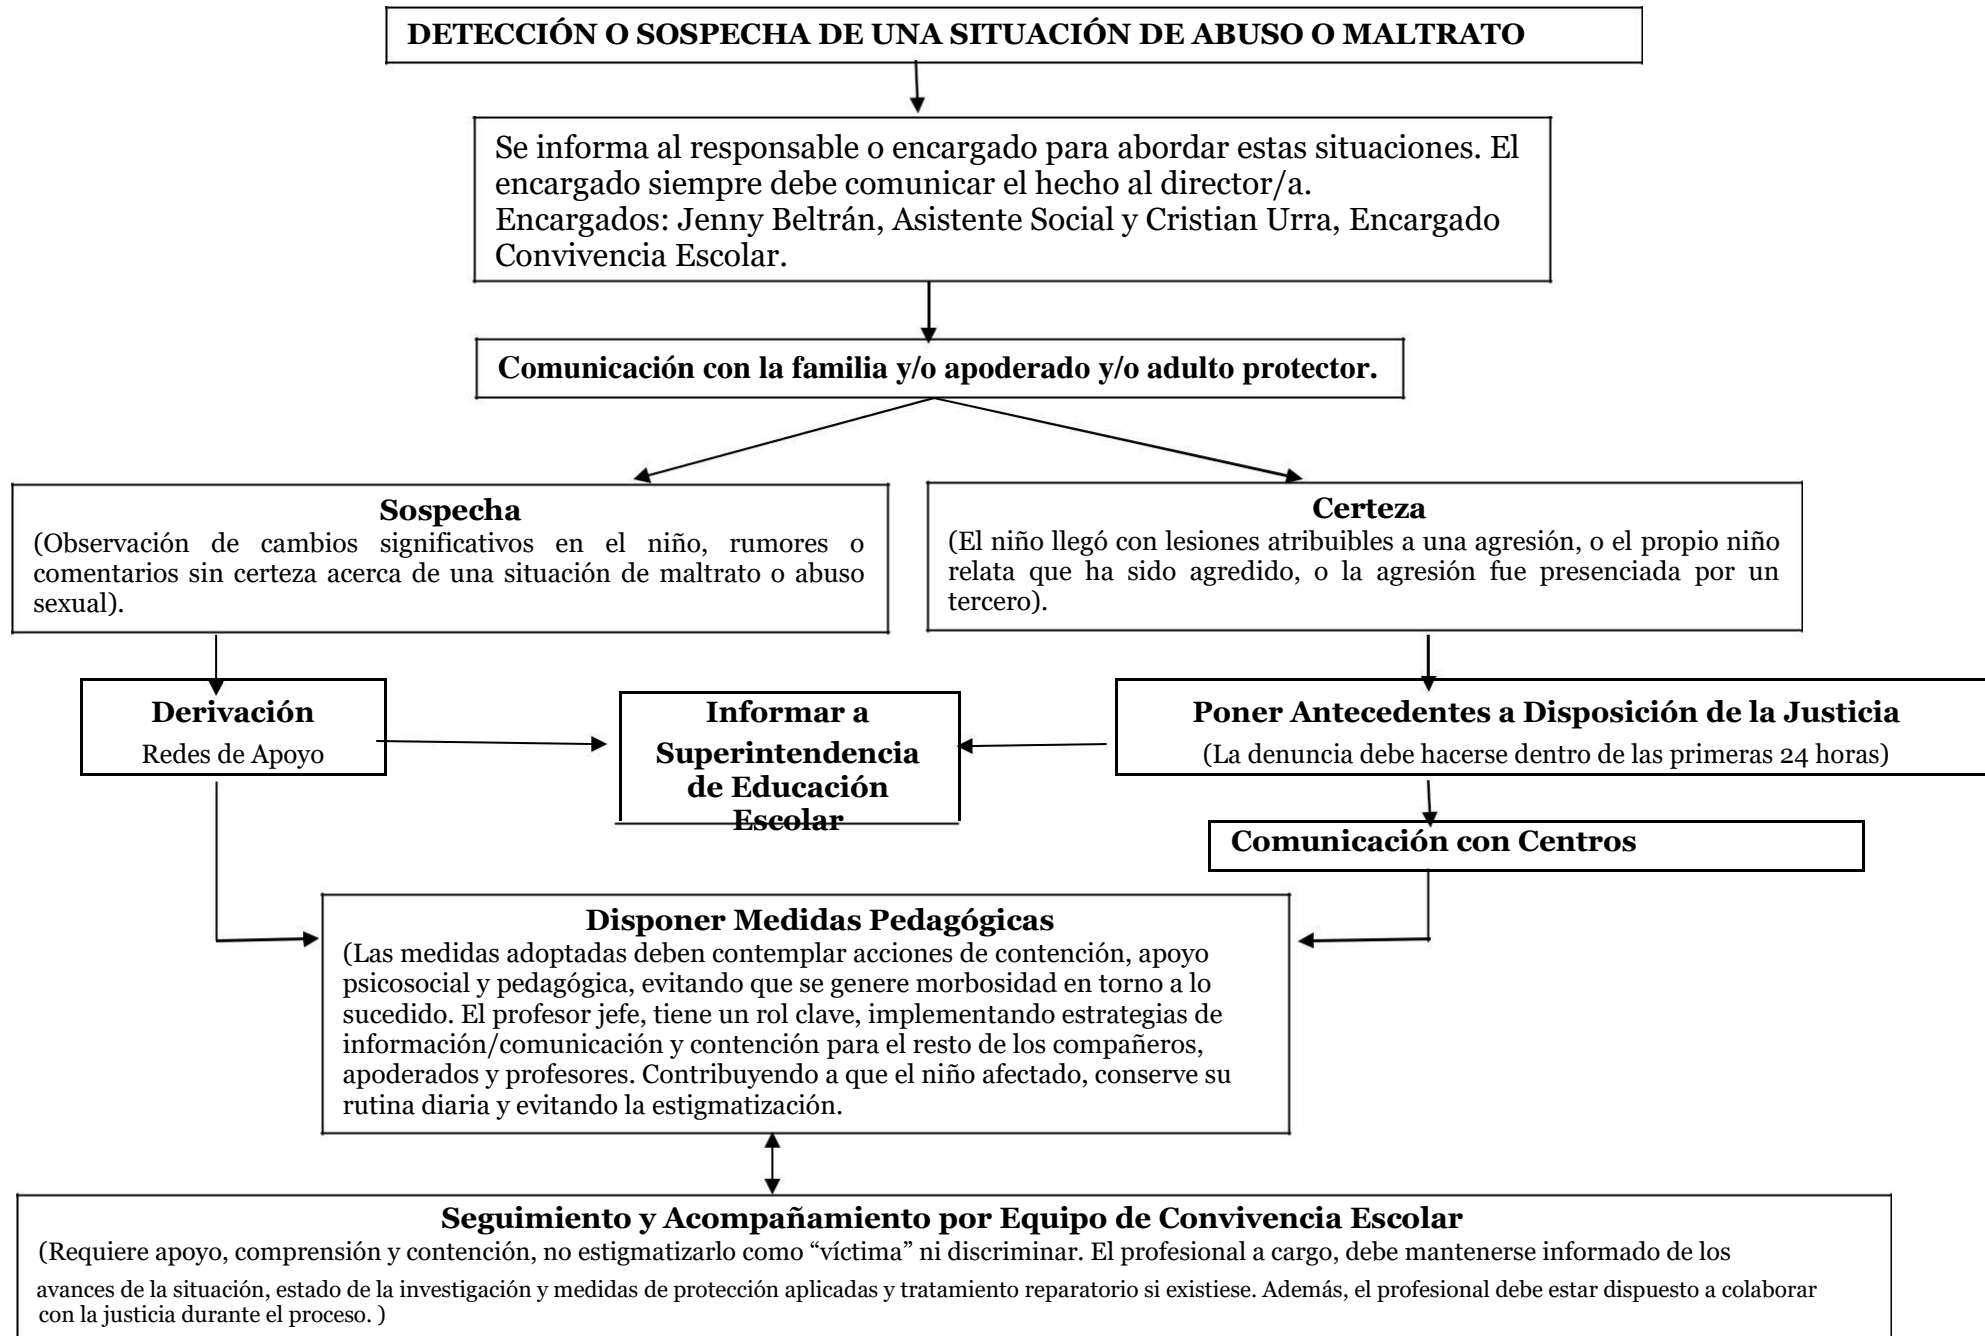 DETECCIÓN O SOSPECHA DE UNA SITUACIÓN DE ABUSO O MALTRATO
Se informa al responsable o encargado para abordar estas situaciones. El
encargado siempre debe comunicar el hecho al director/a.
Encargados: Jenny Beltrán, Asistente Social y Cristian Urra, Encargado
Convivencia Escolar.
Comunicación con la familia y/o apoderado y/o adulto protector.
Sospecha
(Observación de cambios significativos en el niño, rumores o
comentarios sin certeza acerca de una situación de maltrato o abuso
sexual).
Certeza
(El niño llegó con lesiones atribuibles a una agresión, o el propio niño
relata que ha sido agredido, o la agresión fue presenciada por un
tercero).
Derivación
Redes de Apoyo
Informar a
Superintendencia
de Educación
Escolar
Poner Antecedentes a Disposición de la Justicia
(La denuncia debe hacerse dentro de las primeras 24 horas)
Comunicación con Centros
Disponer Medidas Pedagógicas
(Las medidas adoptadas deben contemplar acciones de contención, apoyo
psicosocial y pedagógica, evitando que se genere morbosidad en torno a lo
sucedido. El profesor jefe, tiene un rol clave, implementando estrategias de
información/comunicación y contención para el resto de los compañeros,
apoderados y profesores. Contribuyendo a que el niño afectado, conserve su
rutina diaria y evitando la estigmatización.
Seguimiento y Acompañamiento por Equipo de Convivencia Escolar
(Requiere apoyo, comprensión y contención, no estigmatizarlo como “víctima” ni discriminar. El profesional a cargo, debe mantenerse informado de los
avances de la situación, estado de la investigación y medidas de protección aplicadas y tratamiento reparatorio si existiese. Además, el profesional debe estar dispuesto a colaborar
con la justicia durante el proceso. )